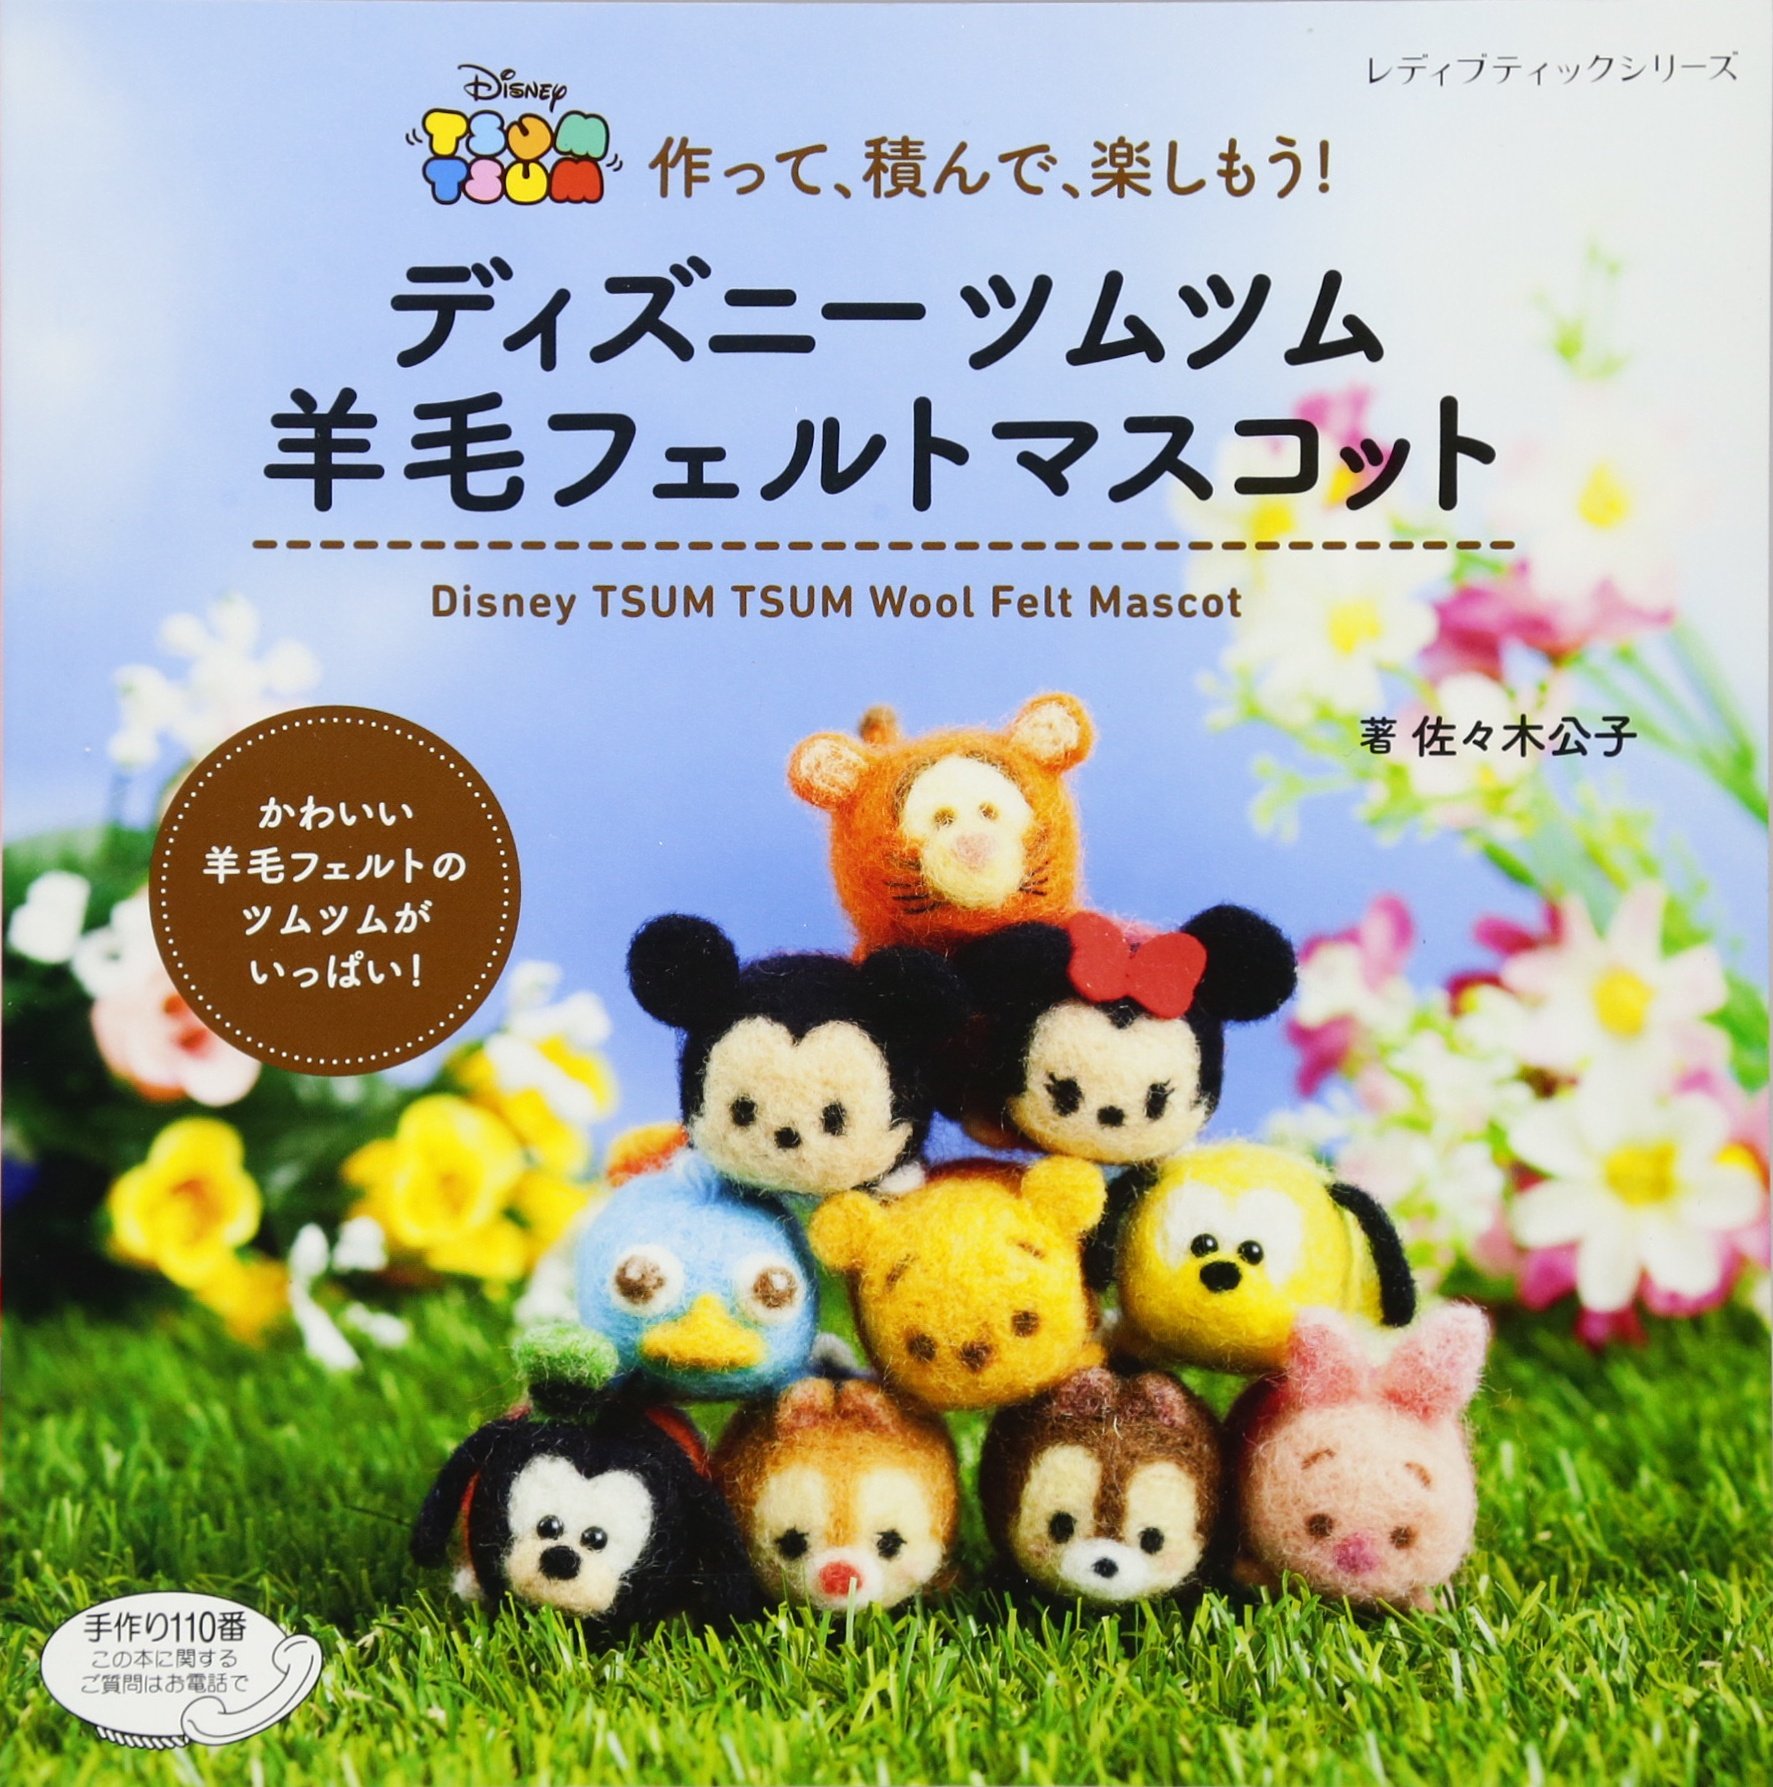 レディブティックシリーズ
Disney
TSUM
TSUM
作って、積んで、楽しもう!
ディズニー ツムツム
羊毛フェルトマスコット
Disney TSUM TSUM Wool Felt Mascot
著 佐々木公子
かわいい
羊毛フェルトの
ツムツムが
いっぱい!
手作り110番
この本に関する
ご質問はお電話で